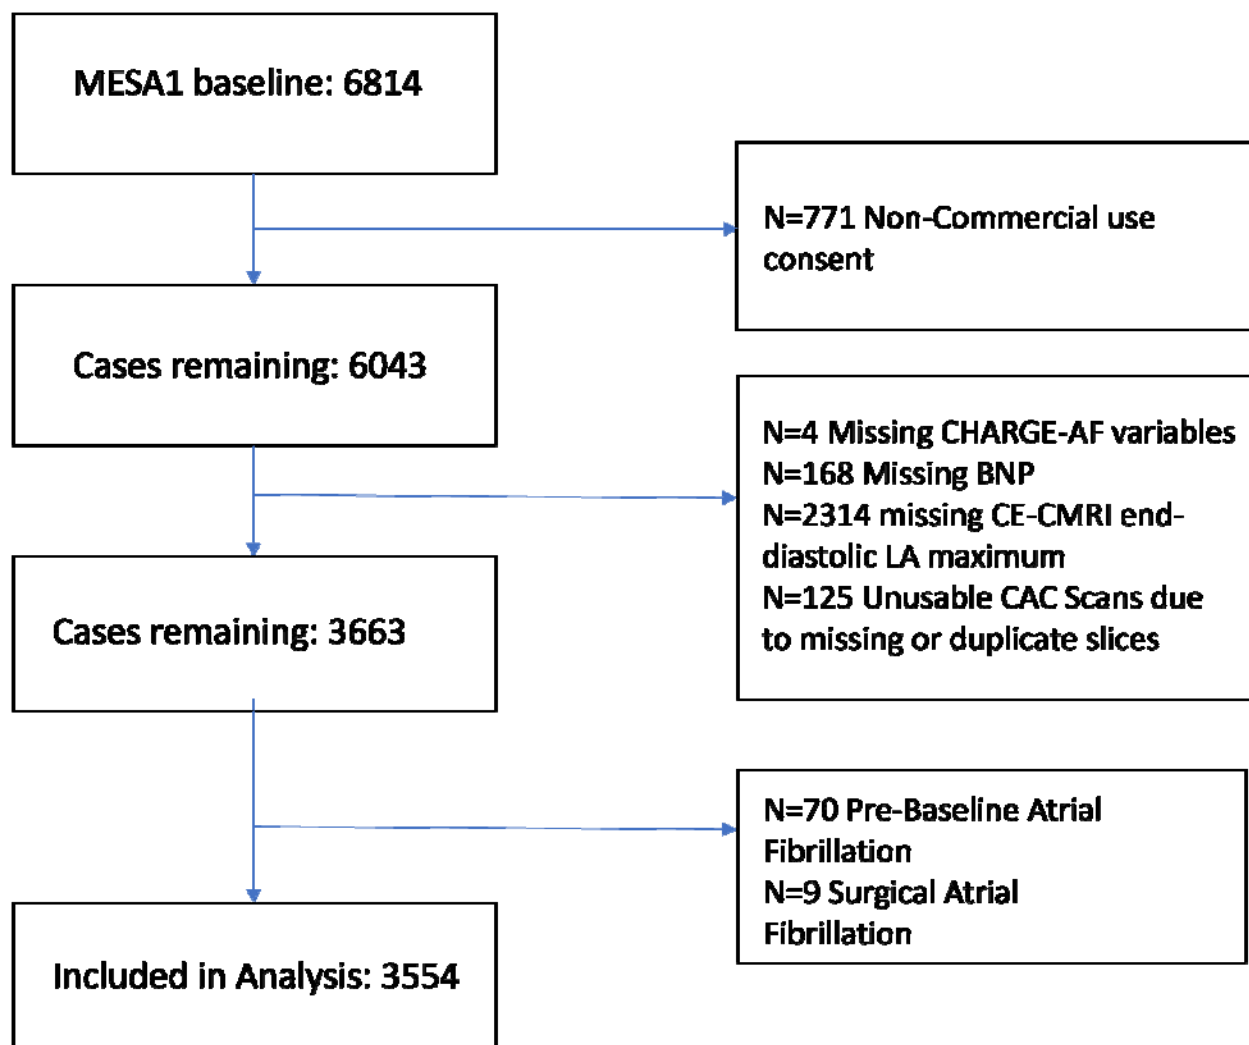 MESA1 baseline: 6814
N=771 Non-Commercial use
consent
Cases remaining: 6043
N=4 Missing CHARGE-AF variables
N=168 Missing BNP
N=2314 missing CE-CMRI end-
diastolic LA maximum
N=125 Unusable CAC Scans due
to missing or duplicate slices
Cases remaining: 3663
N=70 Pre-Baseline Atrial
Fibrillation
N=9 Surgical Atrial
Fibrillation
Included in Analysis: 3554